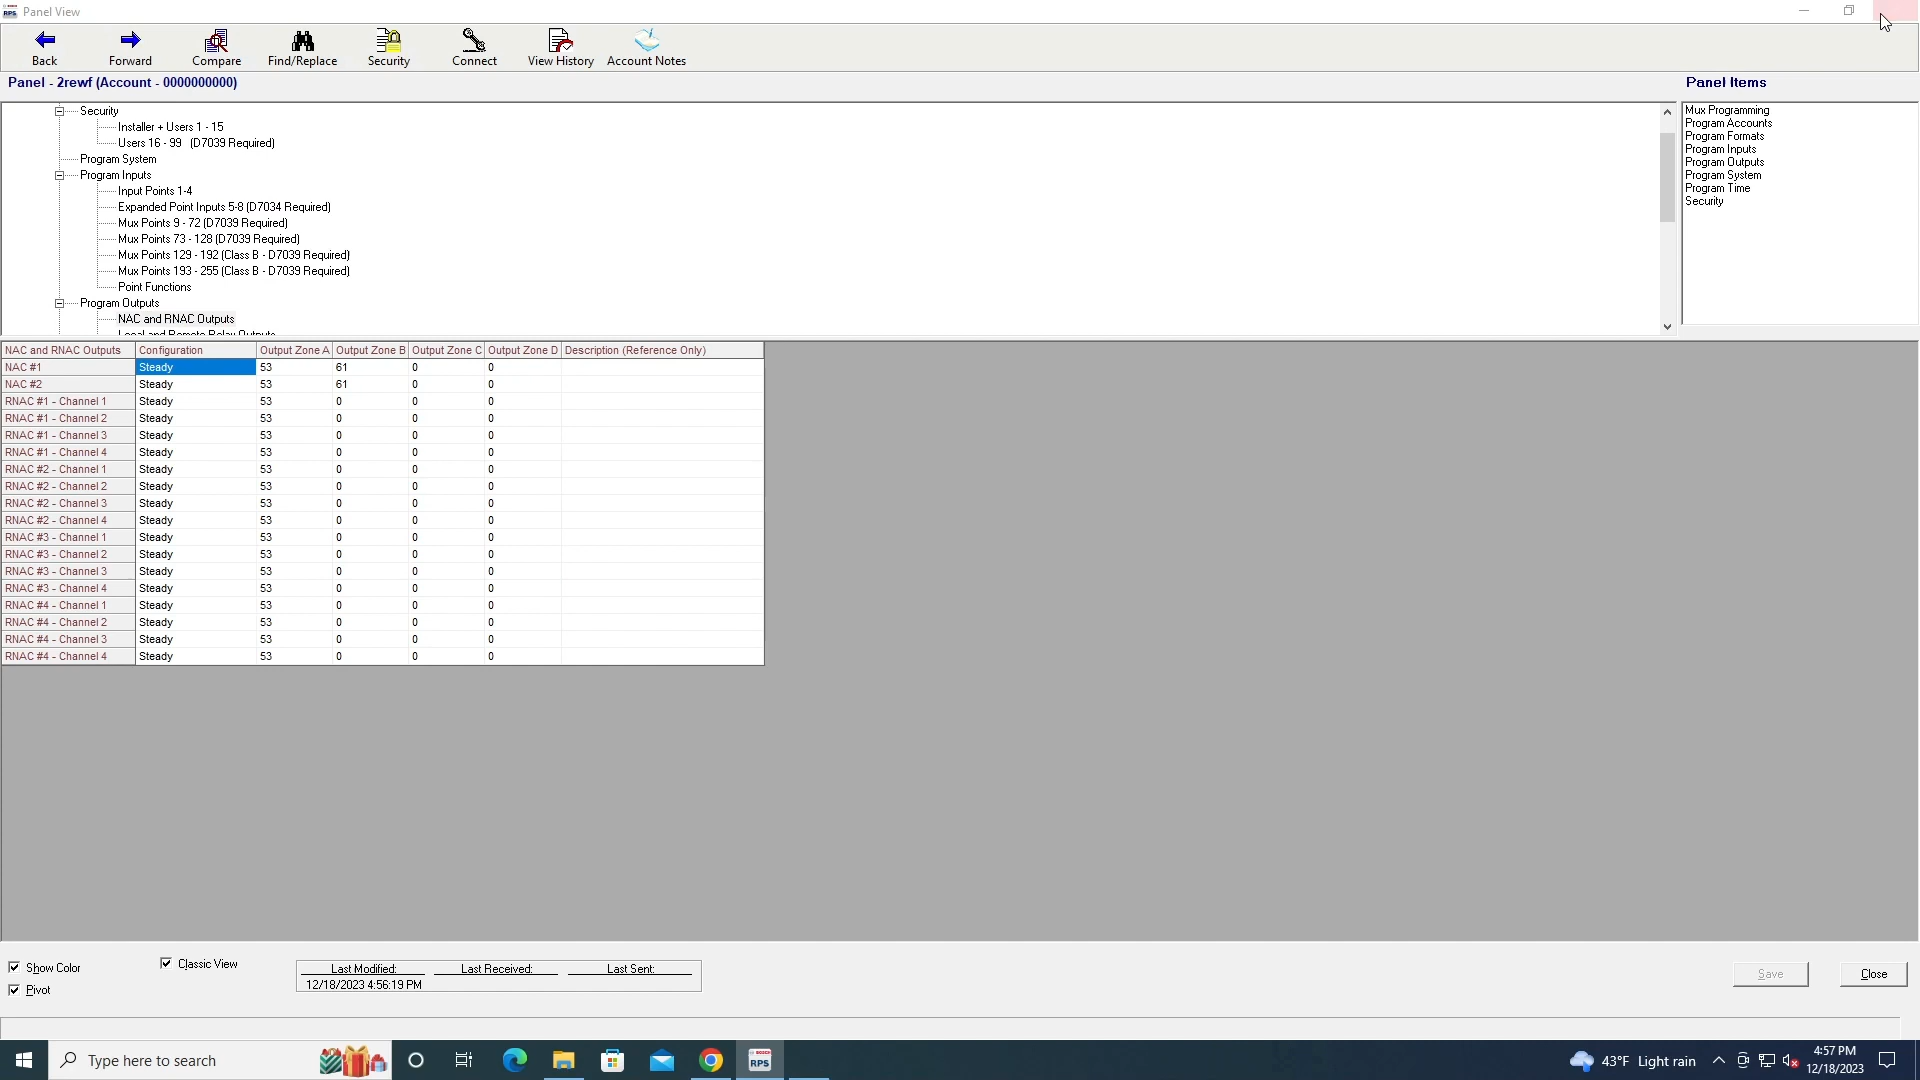 Panel View
Back Forward Compare Find/Replace Security Connect View History Account Notes
Panel - 2rewf (Account - 0000000000)
Panel Items
Security
Installer + Users 1 - 15
Users 16 - 99 (D7039 Required)
Program System
Program Inputs
Input Points 1-4
Expanded Point Inputs 5-8 (D7034 Required)
Mux Points 9 - 72 (D7039 Required)
Mux Points 73 - 128 (D7039 Required)
Mux Points 129 - 192 (Class B - D7039 Required)
Mux Points 193 - 255 (Class B - D7039 Required)
Point Functions
Program Outputs
NAC and RNAC Outputs
Local and Remote Relay Outputs
Mux Programming
Program Accounts
Program Formats
Program Inputs
Program Outputs
Program System
Program Time
Security
NAC and RNAC Outputs Configuration Output Zone A Output Zone B Output Zone C Output Zone D Description (Reference Only)
NAC #1 Steady 53 61 0 0
NAC #2 Steady 53 61 0 0
RNAC #1 - Channel 1 Steady 53 0 0 0
RNAC #1 - Channel 2 Steady 53 0 0 0
RNAC #1 - Channel 3 Steady 53 0 0 0
RNAC #1 - Channel 4 Steady 53 0 0 0
RNAC #2 - Channel 1 Steady 53 0 0 0
RNAC #2 - Channel 2 Steady 53 0 0 0
RNAC #2 - Channel 3 Steady 53 0 0 0
RNAC #2 - Channel 4 Steady 53 0 0 0
RNAC #3 - Channel 1 Steady 53 0 0 0
RNAC #3 - Channel 2 Steady 53 0 0 0
RNAC #3 - Channel 3 Steady 53 0 0 0
RNAC #3 - Channel 4 Steady 53 0 0 0
RNAC #4 - Channel 1 Steady 53 0 0 0
RNAC #4 - Channel 2 Steady 53 0 0 0
RNAC #4 - Channel 3 Steady 53 0 0 0
RNAC #4 - Channel 4 Steady 53 0 0 0
Show Color
Pivot
Classic View
Last Modified: Last Received: Last Sent:
12/18/2023 4:56:19 PM
Save Close
Type here to search
RPS
43°F Light rain
4:57 PM
12/18/2023